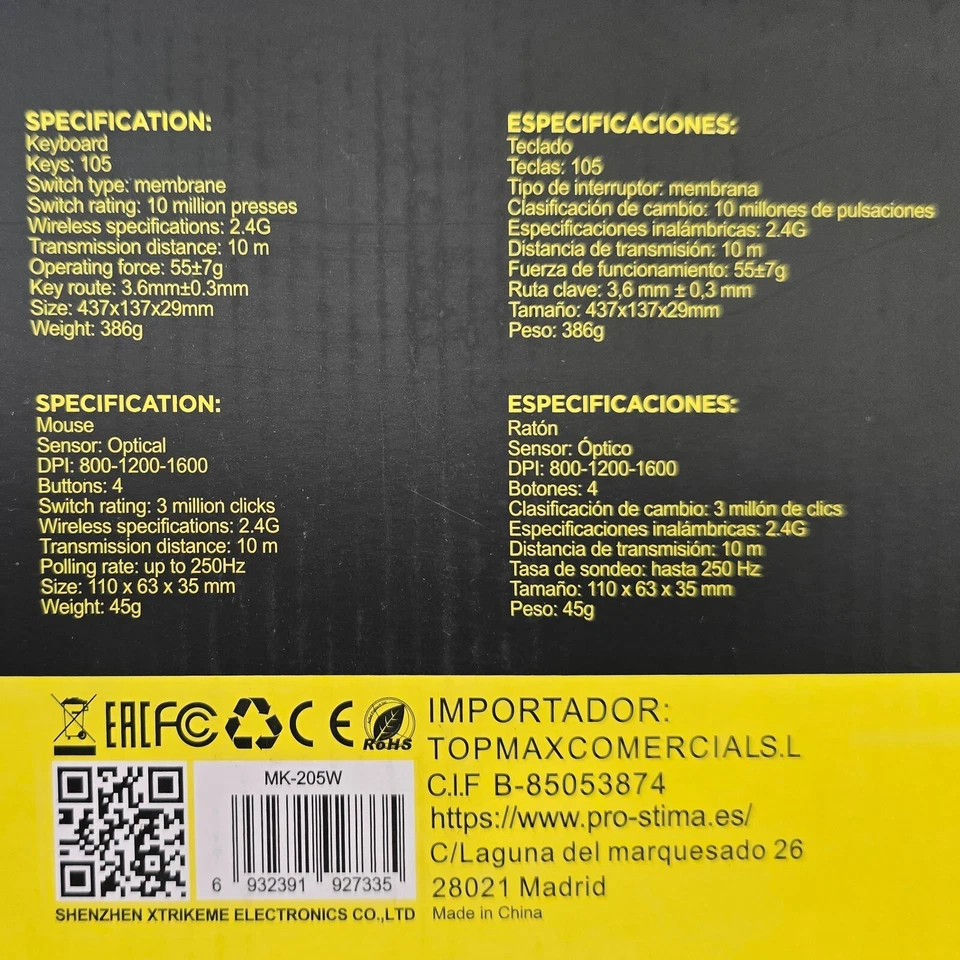 SPECIFICATION:
Keyboard
Keys: 105
Switch type: membrane
Switch rating: 10 million presses
Wireless specifications: 2.4G
Transmission distance: 10 m
Operating force: 55±7g
Key route: 3.6mm±0.3mm
Size: 437x137x29mm
Weight: 386g
ESPECIFICACIONES:
Teclado
Teclas: 105
Tipo de interruptor: membrana
Clasificación de cambio: 10 millones de pulsaciones
Especificaciones inalámbricas: 2.4G
Distancia de transmisión: 10 m
Fuerza de funcionamiento: 55±7g
Ruta clave: 3,6 mm ± 0,3 mm
Tamaño: 437x137x29mm
Peso: 386g
SPECIFICATION:
Mouse
Sensor: Optical
DPI: 800-1200-1600
Buttons: 4
Switch rating: 3 million clicks
Wireless specifications: 2.4G
Transmission distance: 10 m
Polling rate: up to 250Hz
Size: 110 x 63 x 35 mm
Weight: 45g
ESPECIFICACIONES:
Ratón
Sensor: Óptico
DPI: 800-1200-1600
Botones: 4
Clasificación de cambio: 3 millón de clics
Especificaciones inalámbricas: 2.4G
Distancia de transmisión: 10 m
Tasa de sondeo: hasta 250 Hz
Tamaño: 110 x 63 x 35 mm
Peso: 45g
EAC FC CE RoHS
MK-205W
6 932391 927335
SHENZHEN XTRIKEME ELECTRONICS CO.,LTD
IMPORTADOR:
TOPMAXCOMERCIALS.L
C.I.F B-85053874
https://www.pro-stima.es/
C/Laguna del marquesado 26
28021 Madrid
Made in China